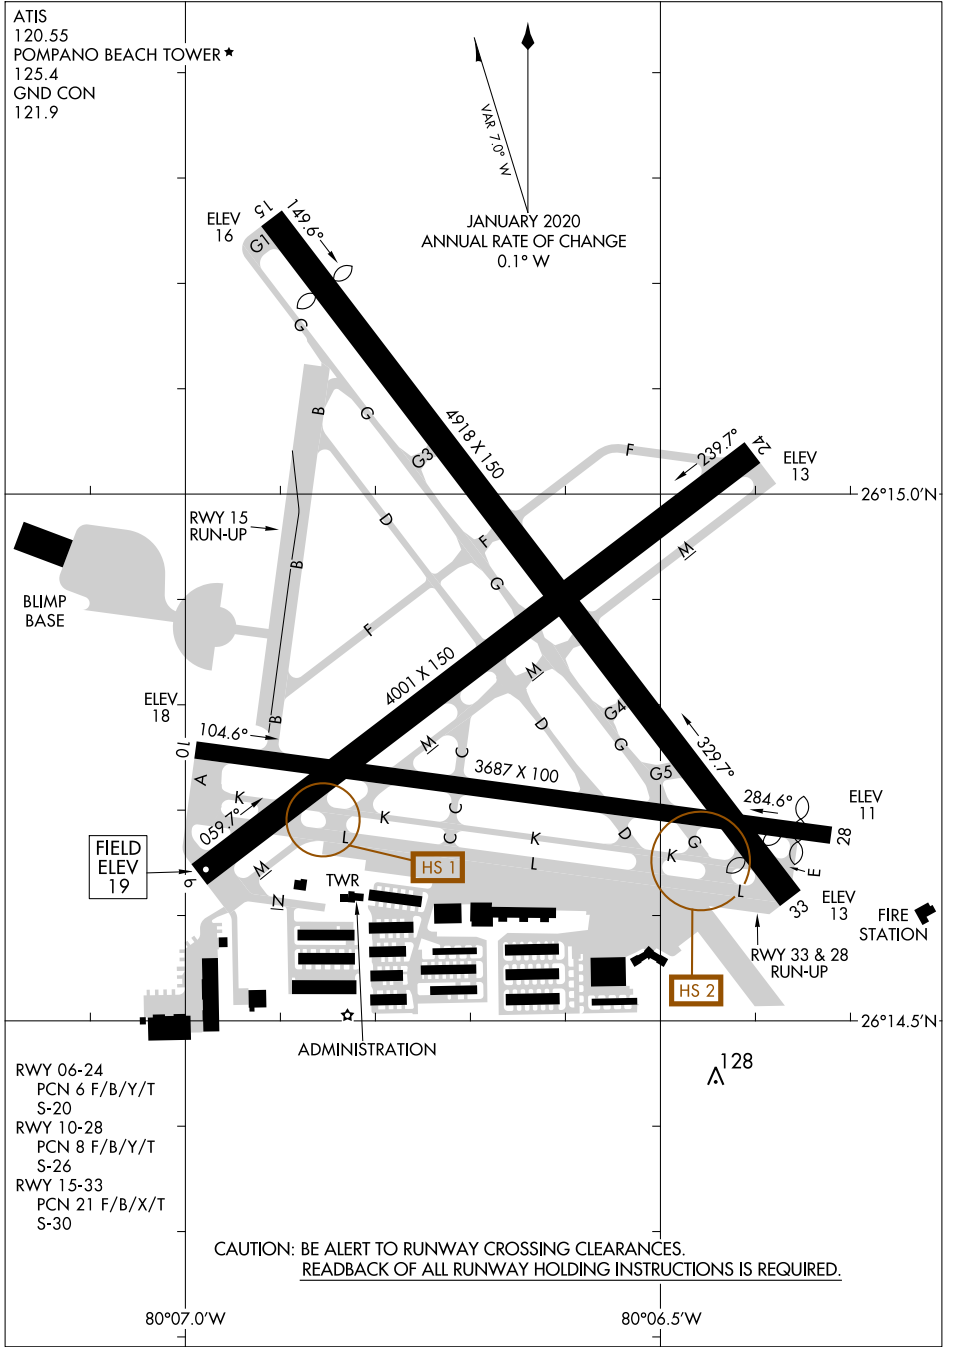 ATIS
120.55
POMPANO BEACH TOWER★
125.4
GND CON
121.9
VAR 7.0° W
JANUARY 2020
ANNUAL RATE OF CHANGE
0.1° W
ELEV
16
15
149.6°
G1
G
B
G
G3
4918 X 150
F
239.7°
24
ELEV
13
26°15.0'N
RWY 15
RUN-UP
D
F
M
B
G
BLIMP
BASE
F
4001 X 150
M
ELEV
18
B
G4
D
10
104.6°
M
C
G
329.7°
A
3687 X 100
G5
K
059.7°
C
K
284.6°
ELEV
11
28
L
C
K
D
G
FIELD
ELEV
19
6
M
HS 1
L
K
E
L
TWR
N
33
ELEV
13
FIRE
STATION
RWY 33 & 28
RUN-UP
HS 2
26°14.5'N
ADMINISTRATION
128
RWY 06-24
PCN 6 F/B/Y/T
S-20
RWY 10-28
PCN 8 F/B/Y/T
S-26
RWY 15-33
PCN 21 F/B/X/T
S-30
CAUTION: BE ALERT TO RUNWAY CROSSING CLEARANCES.
READBACK OF ALL RUNWAY HOLDING INSTRUCTIONS IS REQUIRED.
80°07.0'W
80°06.5'W